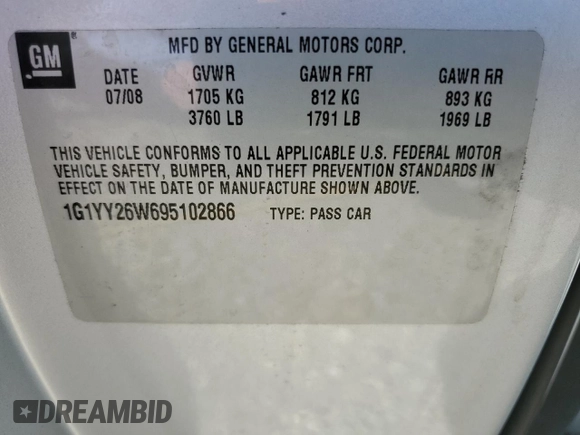 GM
MFD BY GENERAL MOTORS CORP.
DATE GVWR GAWR FRT GAWR RR
07/08 1705 KG 812 KG 893 KG
3760 LB 1791 LB 1969 LB
THIS VEHICLE CONFORMS TO ALL APPLICABLE U.S. FEDERAL MOTOR
VEHICLE SAFETY, BUMPER, AND THEFT PREVENTION STANDARDS IN
EFFECT ON THE DATE OF MANUFACTURE SHOWN ABOVE.
1G1YY26W695102866 TYPE: PASS CAR
DREAMBID